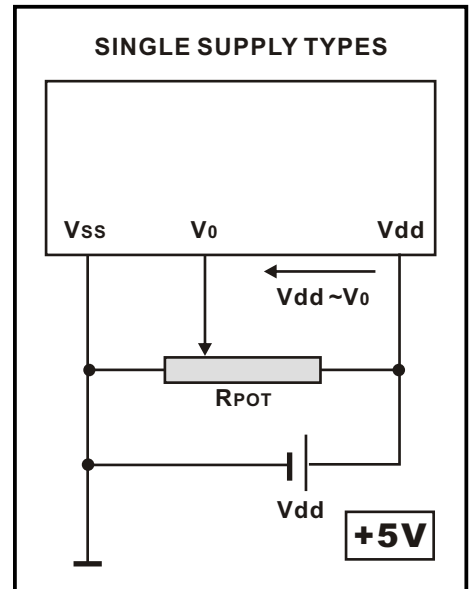 SINGLE SUPPLY TYPES
Vss V0 Vdd
Vdd ~V0
RPOT
Vdd
+5V